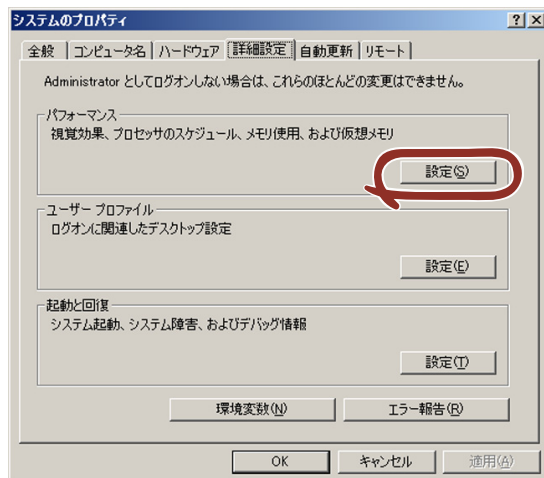 システムのプロパティ
全般 コンピュータ名 ハードウェア 詳細設定 自動更新 リモート
Administrator としてログオンしない場合は、これらのほとんどの変更はできません。
パフォーマンス
視覚効果、プロセッサのスケジュール、メモリ使用、および仮想メモリ
設定(S)
ユーザー プロファイル
ログオンに関連したデスクトップ設定
設定(E)
起動と回復
システム起動、システム障害、およびデバッグ情報
設定(T)
環境変数(N) エラー報告(R)
OK キャンセル 適用(A)